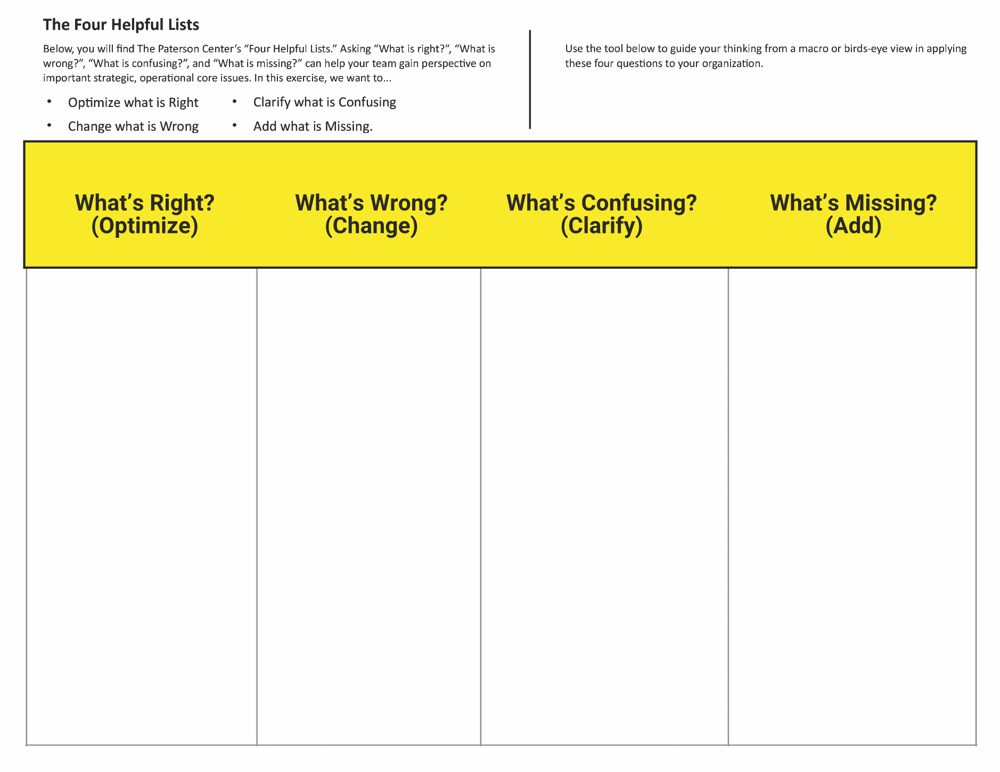 The Four Helpful Lists
Below, you will find The Paterson Center’s “Four Helpful Lists.” Asking “What is right?”, “What is
wrong?”, “What is confusing?”, and “What is missing?” can help your team gain perspective on
important strategic, operational core issues. In this exercise, we want to...
• Optimize what is Right
• Change what is Wrong
• Clarify what is Confusing
• Add what is Missing.
Use the tool below to guide your thinking from a macro or birds-eye view in applying
these four questions to your organization.
What’s Right?
(Optimize)
What’s Wrong?
(Change)
What’s Confusing?
(Clarify)
What’s Missing?
(Add)